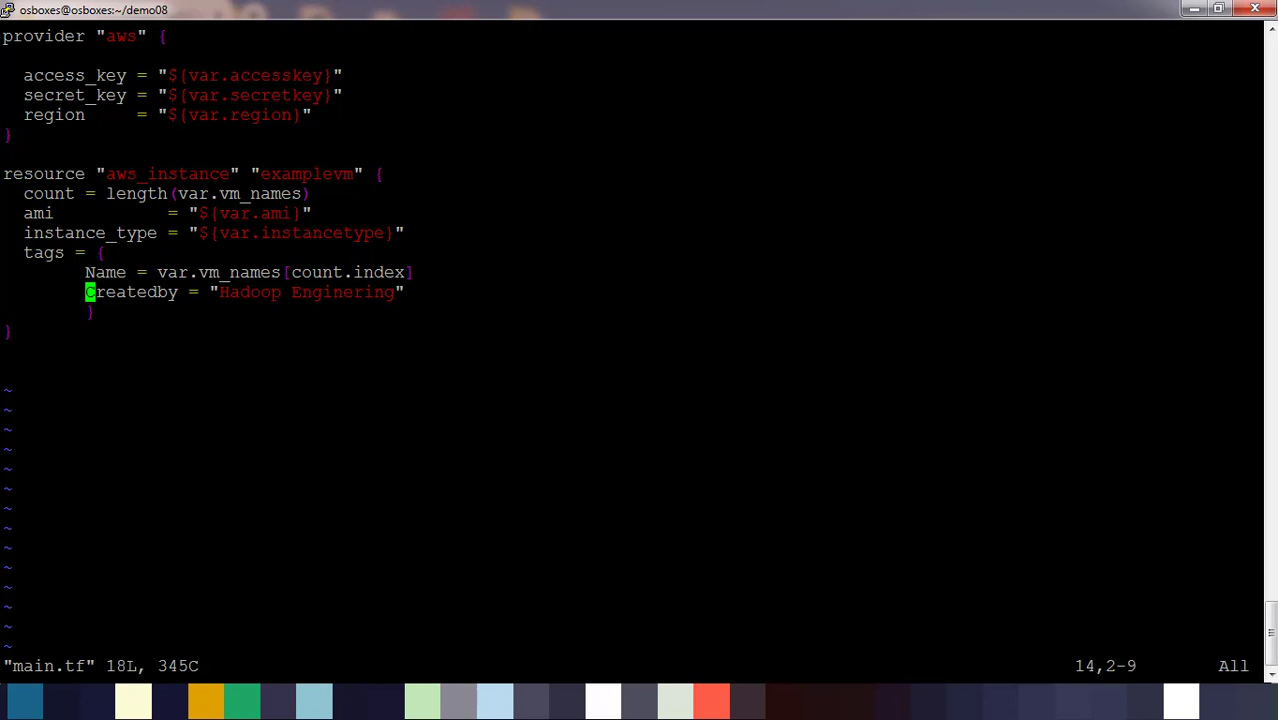 osboxes@osboxes:~/demo08
provider "aws" {
access_key = "${var.accesskey}"
secret_key = "${var.secretkey}"
region     = "${var.region}"
}
resource "aws_instance" "examplevm" {
count = length(var.vm_names)
ami           = "${var.ami}"
instance_type = "${var.instancetype}"
tags = {
Name = var.vm_names[count.index]
Createdby = "Hadoop Enginering"
}
}
~
~
~
~
~
~
~
~
~
~
~
~
~
~
"main.tf" 18L, 345C 14,2-9 All